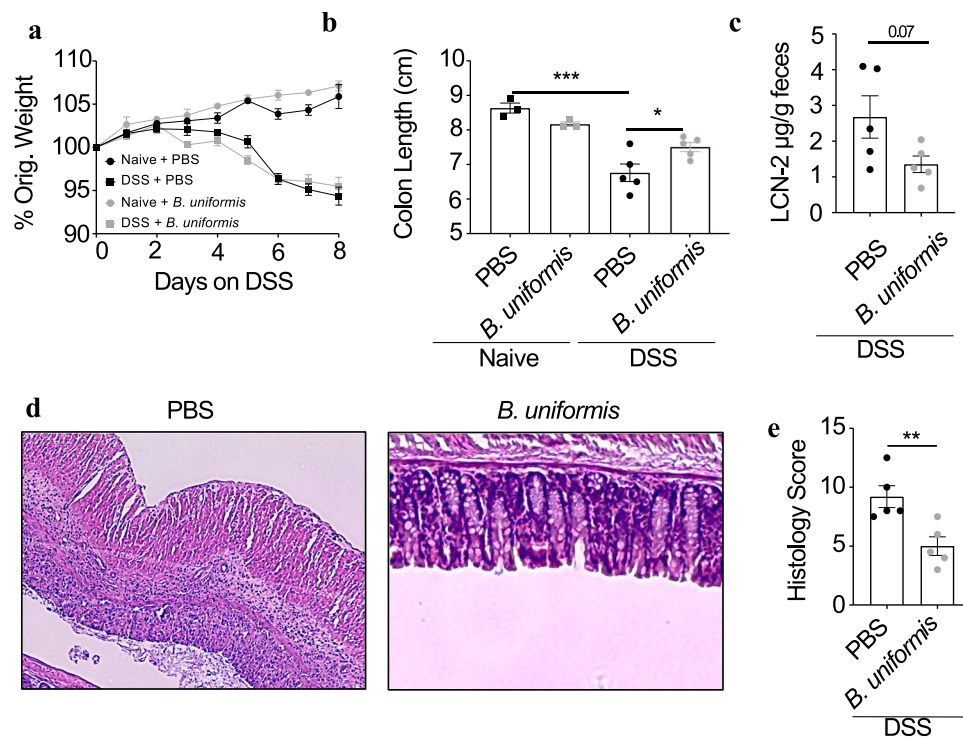 a
110
105
100
95
90
% Orig. Weight
Naive + PBS
DSS + PBS
Naive + B. uniformis
DSS + B. uniformis
0 2 4 6 8
Days on DSS
b
***
*
9
8
7
6
5
Colon Length (cm)
PBS
B. uniformis
PBS
B. uniformis
Naive
DSS
c
0.07
5
4
3
2
1
0
LCN-2 µg/g feces
PBS
B. uniformis
DSS
d
PBS
B. uniformis
e
**
15
10
5
0
Histology Score
PBS
B. uniformis
DSS